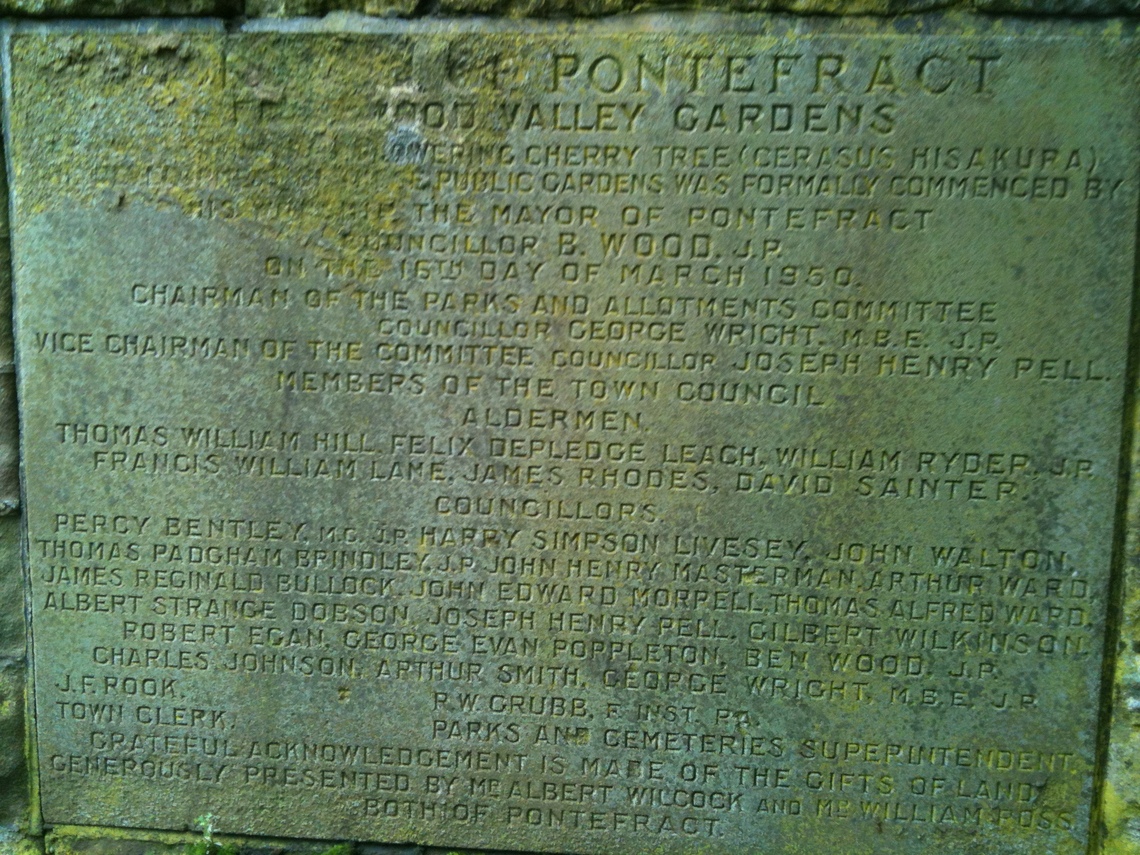 OF PONTEFRACT
VALLEY GARDENS
CHERRY TREE (CERASUS HISAKURA)
PUBLIC GARDENS WAS FORMALLY COMMENCED BY
THE MAYOR OF PONTEFRACT
COUNCILLOR B. WOOD, J.P.
ON THE 16TH DAY OF MARCH 1950.
CHAIRMAN OF THE PARKS AND ALLOTMENTS COMMITTEE
COUNCILLOR GEORGE WRIGHT, M.B.E. J.P.
VICE CHAIRMAN OF THE COMMITTEE COUNCILLOR JOSEPH HENRY PELL.
MEMBERS OF THE TOWN COUNCIL
ALDERMEN.
THOMAS WILLIAM HILL, FELIX DEPLEDGE LEACH, WILLIAM RYDER, J.P.
FRANCIS WILLIAM LANE, JAMES RHODES, DAVID SAINTER.
COUNCILLORS.
PERCY BENTLEY, M.C. J.P. HARRY SIMPSON LIVESEY, JOHN WALTON,
THOMAS PADGHAM BRINDLEY, J.P. JOHN HENRY MASTERMAN, ARTHUR WARD,
JAMES REGINALD BULLOCK, JOHN EDWARD MORRELL, THOMAS ALFRED WARD,
ALBERT STRANGE DOBSON, JOSEPH HENRY PELL, GILBERT WILKINSON,
ROBERT EGAN, GEORGE EVAN POPPLETON, BEN WOOD, J.P.
CHARLES JOHNSON, ARTHUR SMITH, GEORGE WRIGHT, M.B.E. J.P.
J.F. ROOK, R.W. GRUBB, F. INST. P.A.
TOWN CLERK. PARKS AND CEMETERIES SUPERINTENDENT.
GRATEFUL ACKNOWLEDGEMENT IS MADE OF THE GIFTS OF LAND
GENEROUSLY PRESENTED BY MR ALBERT WILCOCK AND MR WILLIAM ROSS
BOTH OF PONTEFRACT.